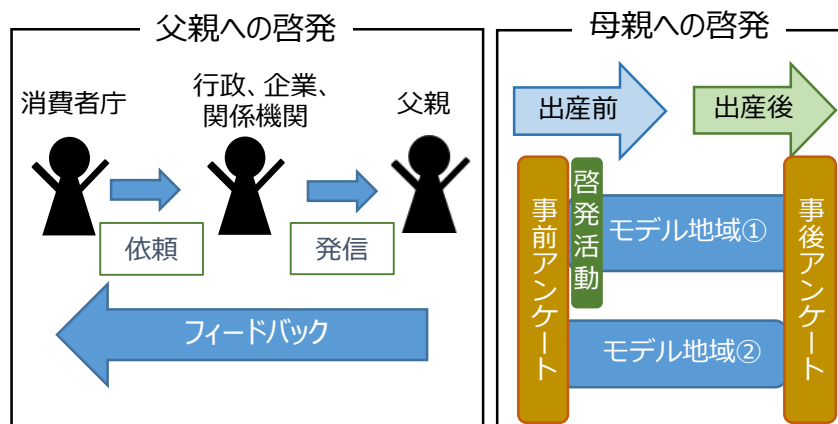 父親への啓発
消費者庁
行政、企業、
関係機関
父親
依頼
発信
フィードバック
母親への啓発
出産前
出産後
事前アンケート
啓発活動
モデル地域①
モデル地域②
事後アンケート